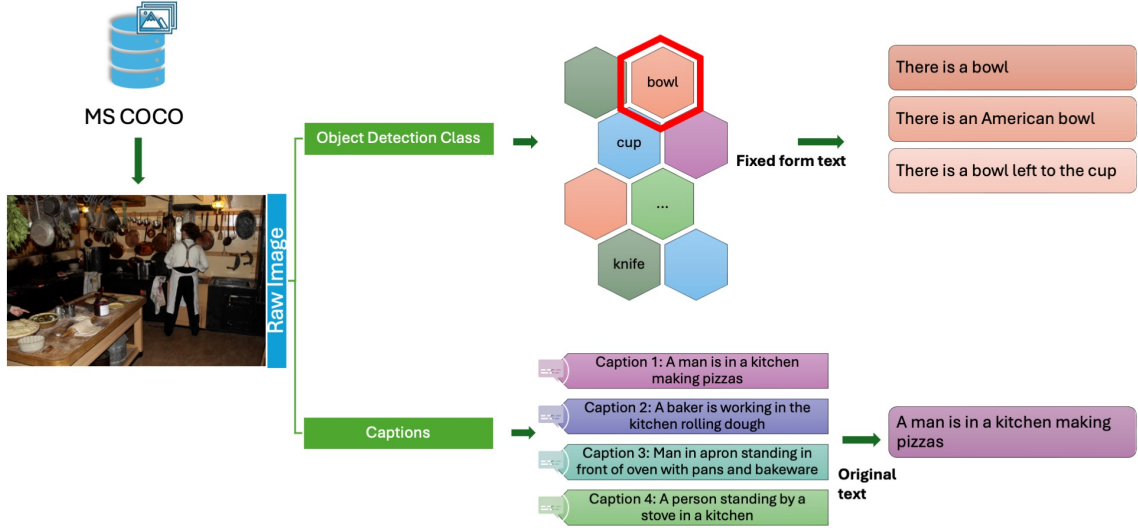 MS COCO
Raw Image
Object Detection Class
bowl
cup
...
knife
Fixed form text
There is a bowl
There is an American bowl
There is a bowl left to the cup
Captions
Caption 1: A man is in a kitchen
making pizzas
Caption 2: A baker is working in the
kitchen rolling dough
Caption 3: Man in apron standing in
front of oven with pans and bakeware
Caption 4: A person standing by a
stove in a kitchen
Original
text
A man is in a kitchen making
pizzas